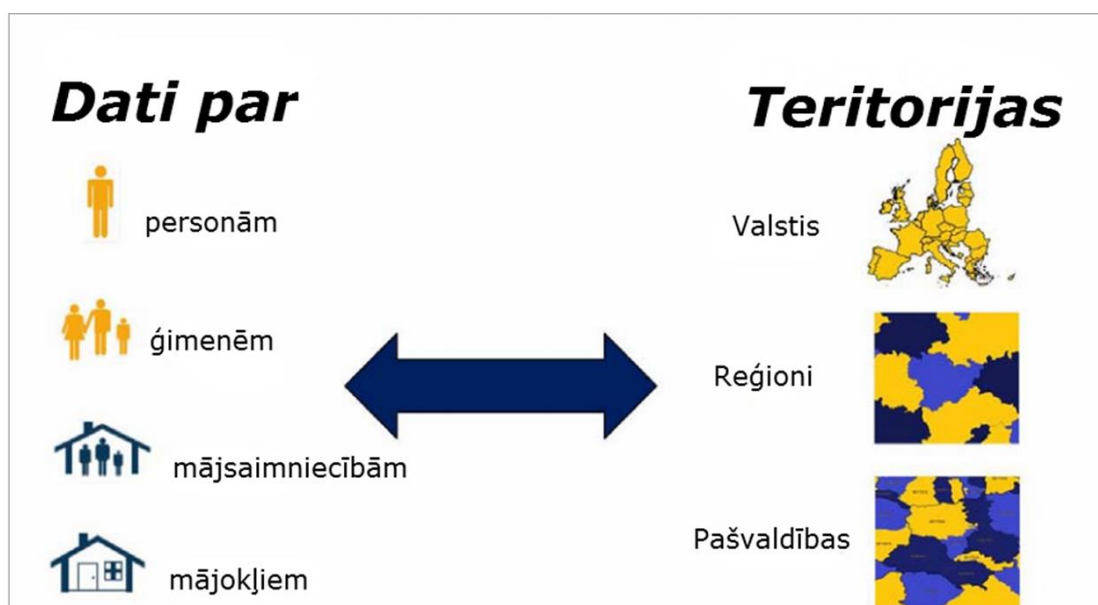 Dati par
personām
ģimenēm
mājsaimniecībām
mājokļiem
Teritorijas
Valstis
Reģioni
Pašvaldības